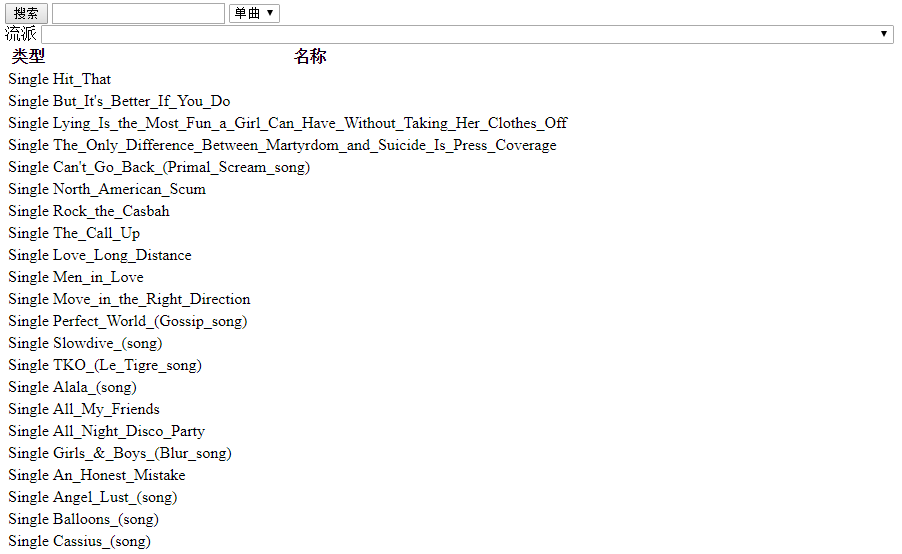 搜索 单曲
流派
类型 名称
Single Hit_That
Single But_It's_Better_If_You_Do
Single Lying_Is_the_Most_Fun_a_Girl_Can_Have_Without_Taking_Her_Clothes_Off
Single The_Only_Difference_Between_Martyrdom_and_Suicide_Is_Press_Coverage
Single Can't_Go_Back_(Primal_Scream_song)
Single North_American_Scum
Single Rock_the_Casbah
Single The_Call_Up
Single Love_Long_Distance
Single Men_in_Love
Single Move_in_the_Right_Direction
Single Perfect_World_(Gossip_song)
Single Slowdive_(song)
Single TKO_(Le_Tigre_song)
Single Alala_(song)
Single All_My_Friends
Single All_Night_Disco_Party
Single Girls_&_Boys_(Blur_song)
Single An_Honest_Mistake
Single Angel_Lust_(song)
Single Balloons_(song)
Single Cassius_(song)